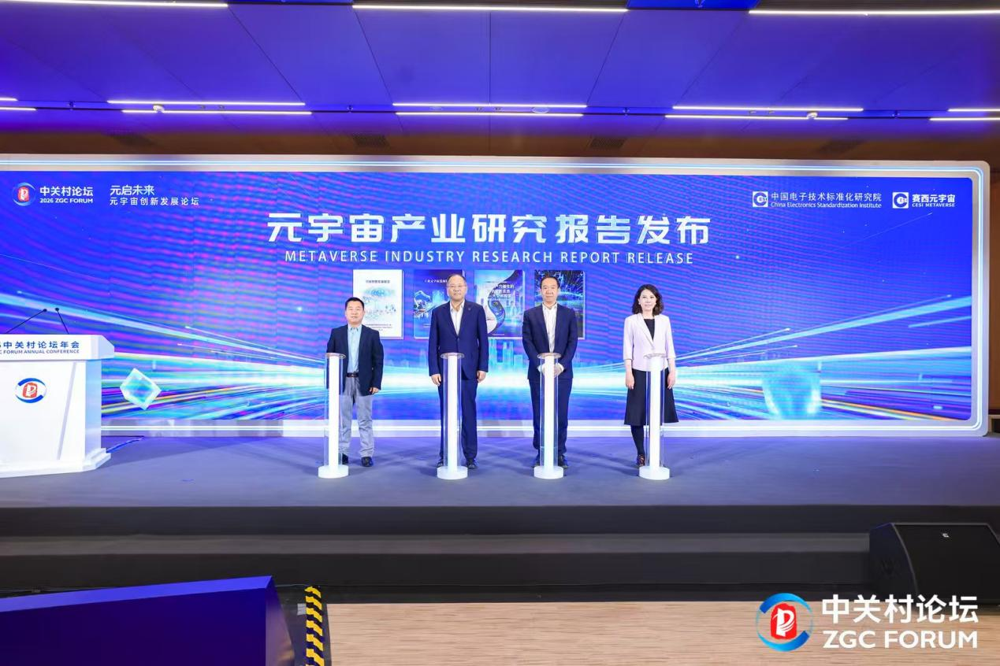 中关村论坛
2026 ZGC FORUM
元启未来
元宇宙创新发展论坛
CESI
中国电子技术标准化研究院
China Electronics Standardization Institute
赛西元宇宙
CESI METAVERSE
元宇宙产业研究报告发布
METAVERSE INDUSTRY RESEARCH REPORT RELEASE
中关村论坛年会
FORUM ANNUAL CONFERENCE
中关村论坛
ZGC FORUM